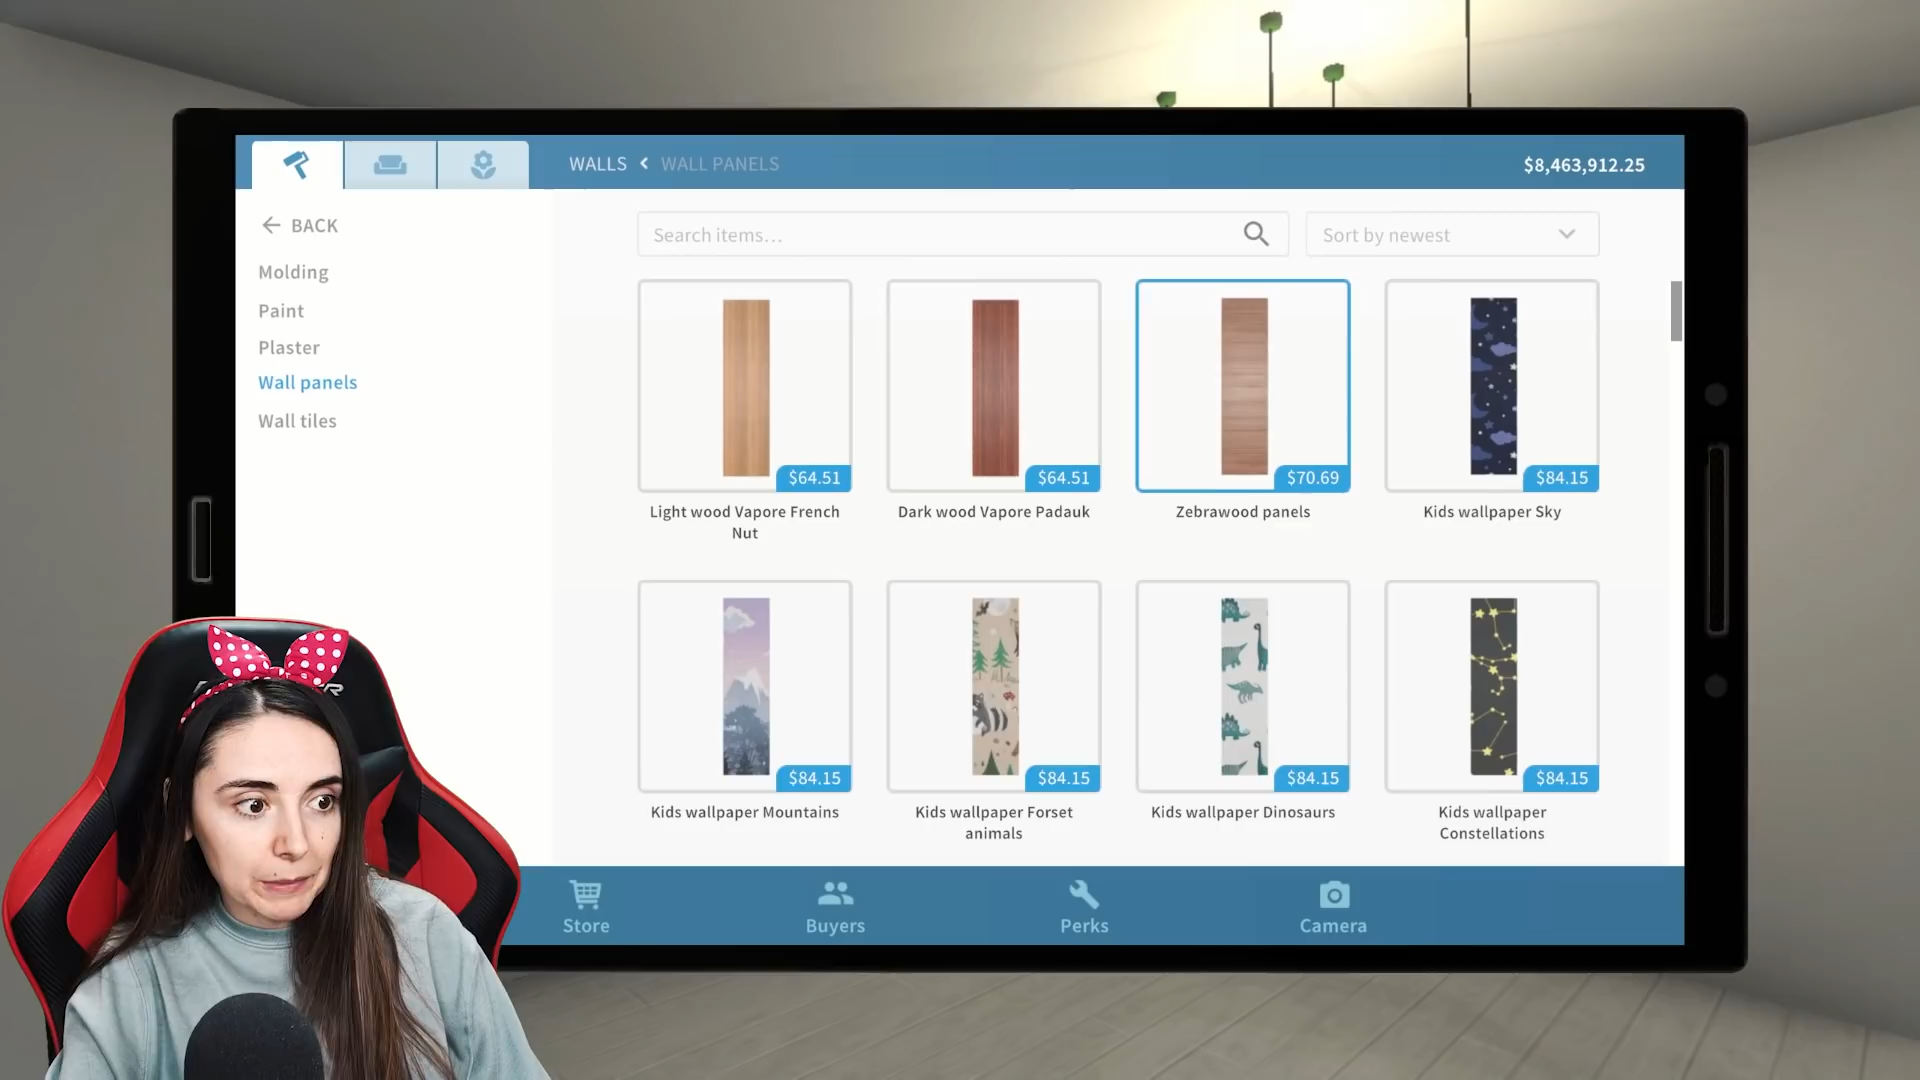 WALLS < WALL PANELS
$8,463,912.25
BACK
Molding
Paint
Plaster
Wall panels
Wall tiles
Search items...
Sort by newest
$64.51
$64.51
$70.69
$84.15
Light wood Vapore French
Nut
Dark wood Vapore Padauk
Zebrawood panels
Kids wallpaper Sky
$84.15
$84.15
$84.15
$84.15
Kids wallpaper Mountains
Kids wallpaper Forset
animals
Kids wallpaper Dinosaurs
Kids wallpaper
Constellations
Store
Buyers
Perks
Camera